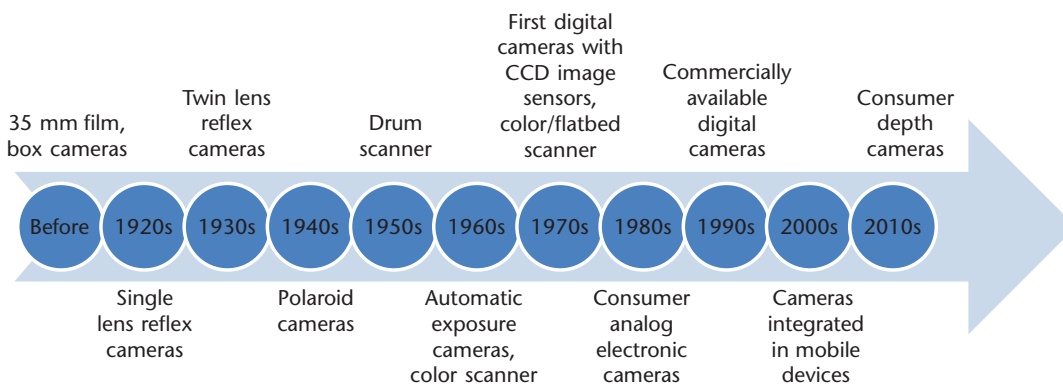 35 mm film,
box cameras
Twin lens
reflex
cameras
Drum
scanner
First digital
cameras with
CCD image
sensors,
color/flatbed
scanner
Commercially
available
digital
cameras
Consumer
depth
cameras
Before
1920s
1930s
1940s
1950s
1960s
1970s
1980s
1990s
2000s
2010s
Single
lens reflex
cameras
Polaroid
cameras
Automatic
exposure
cameras,
color scanner
Consumer
analog
electronic
cameras
Cameras
integrated
in mobile
devices